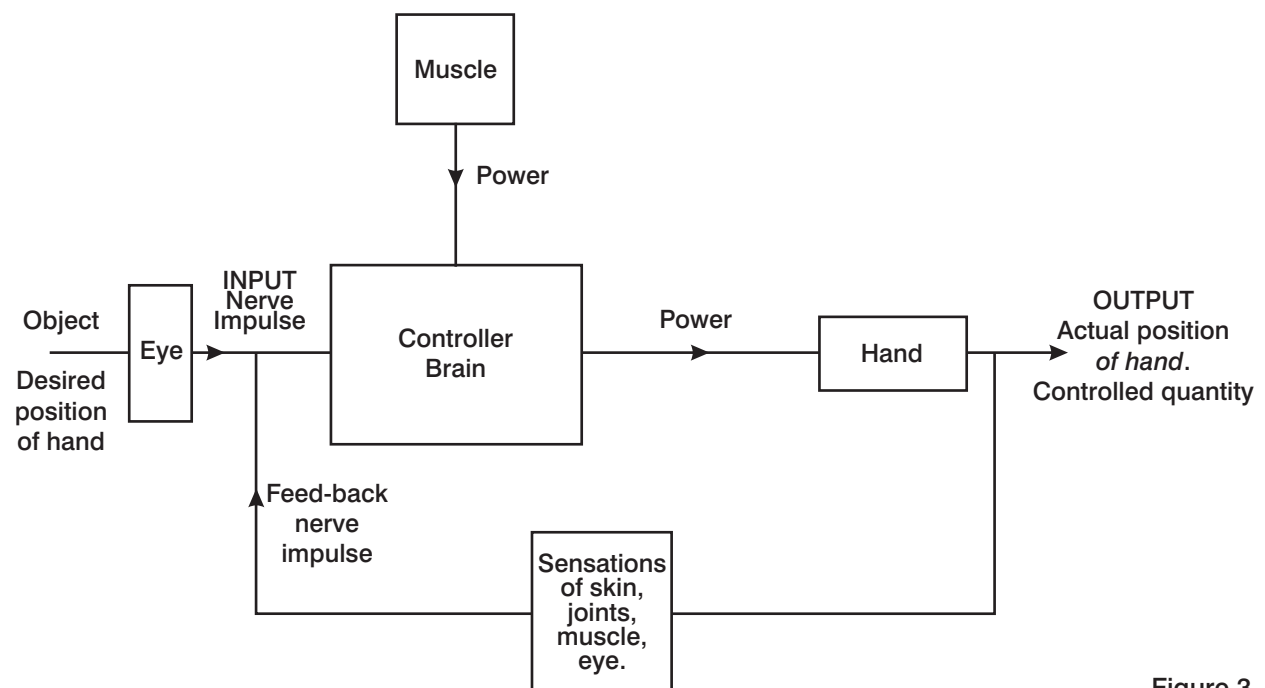 Muscle
Power
Object
Desired
position
of hand
Eye
INPUT
Nerve
Impulse
Controller
Brain
Power
Hand
OUTPUT
Actual position
of hand.
Controlled quantity
Feed-back
nerve
impulse
Sensations
of skin,
joints,
muscle,
eye.
Figure 3